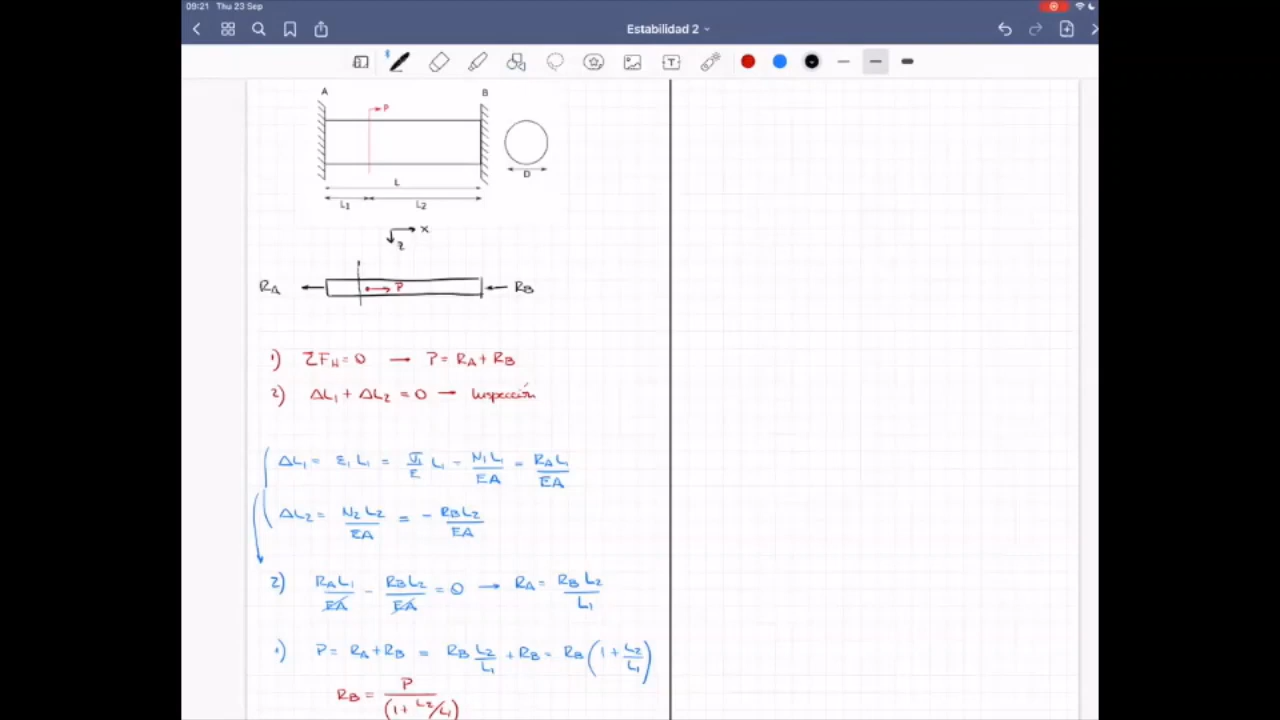 09:21 Thu 23 Sep
Estabilidad 2
A B
P
D
L
L1 L2
x
z
RA P RB
1) ΣFH = 0 → P = RA + RB
2) ΔL1 + ΔL2 = 0 → Inspección
ΔL1 = ε1 L1 = σ1/E L1 = N1 L1/EA = RA L1/EA
ΔL2 = N2 L2/EA = - RB L2/EA
2) RA L1/EA - RB L2/EA = 0 → RA = RB L2/L1
1) P = RA + RB = RB L2/L1 + RB = RB (1 + L2/L1)
RB = P/(1 + L2/L1)